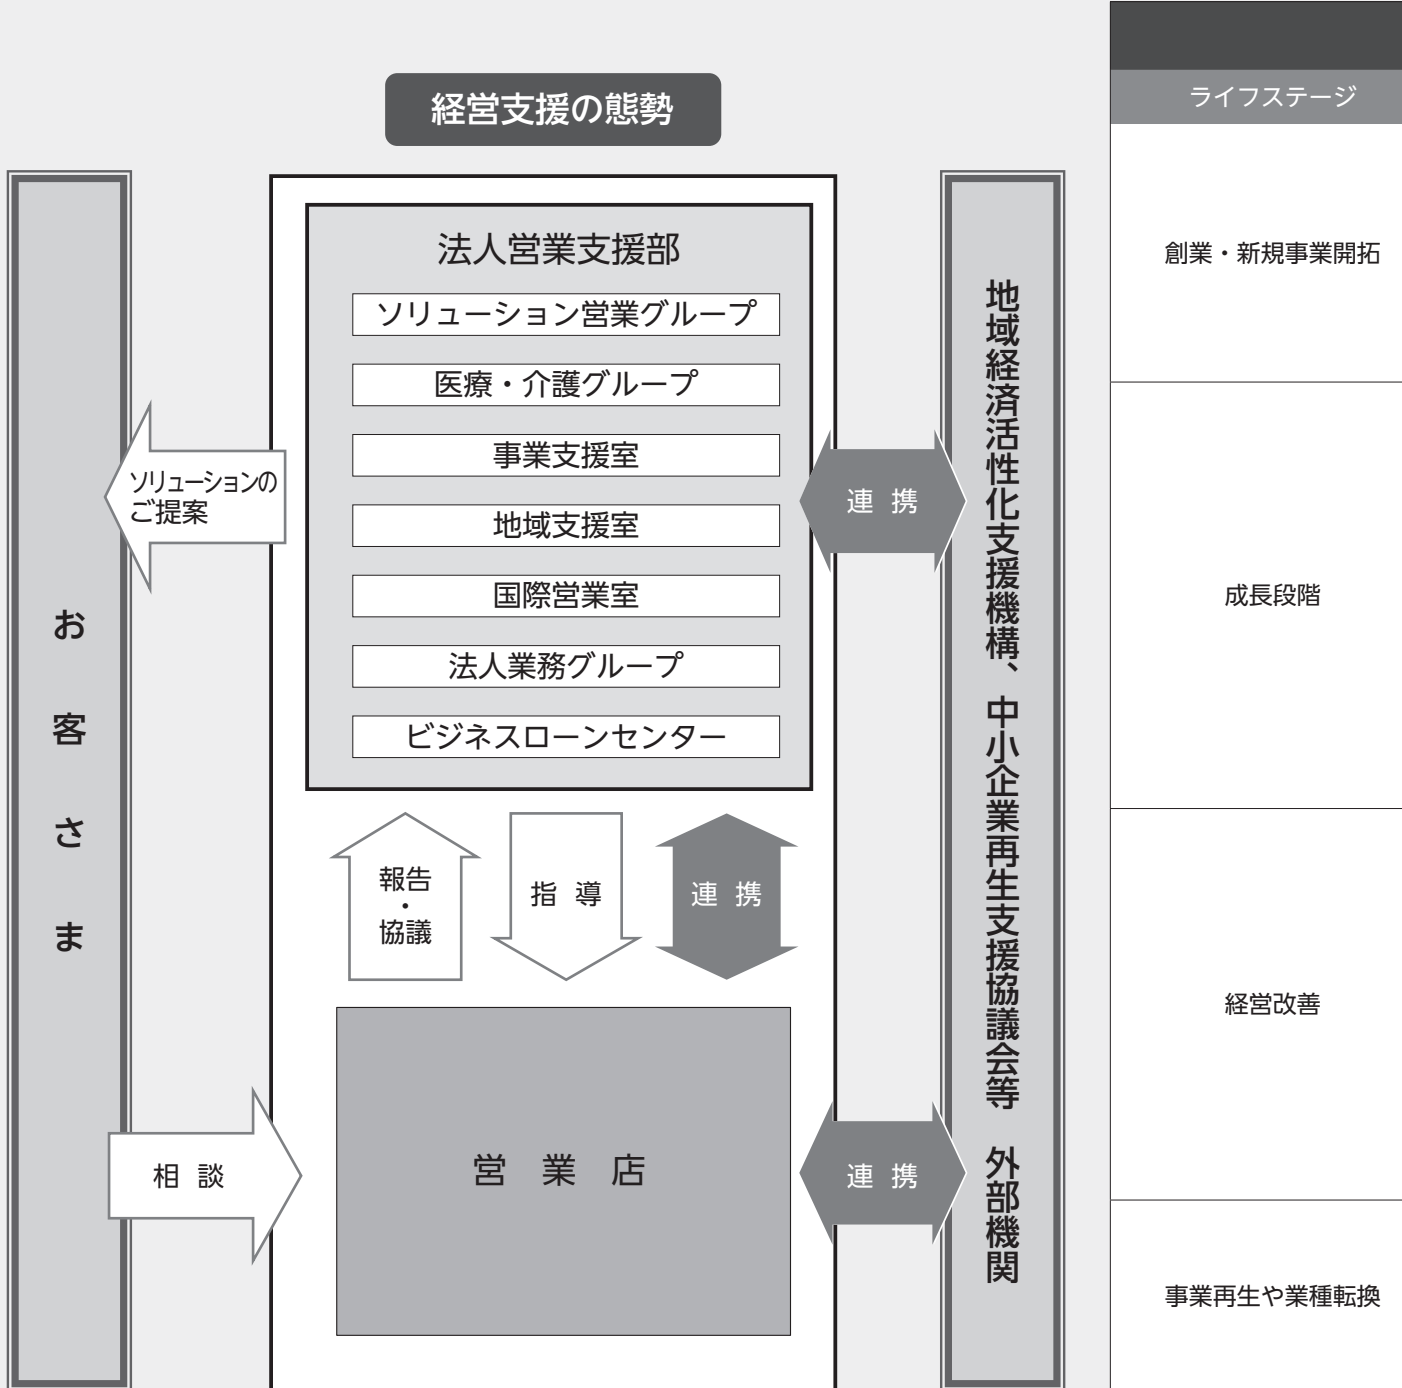 経営支援の態勢
お客さま
法人営業支援部
ソリューション営業グループ
医療・介護グループ
事業支援室
地域支援室
国際営業室
法人業務グループ
ビジネスローンセンター
ソリューションの
ご提案
連携
報告
・
協議
指導
連携
営業店
相談
連携
地域経済活性化支援機構、中小企業再生支援協議会等 外部機関
ライフステージ
創業・新規事業開拓
成長段階
経営改善
事業再生や業種転換